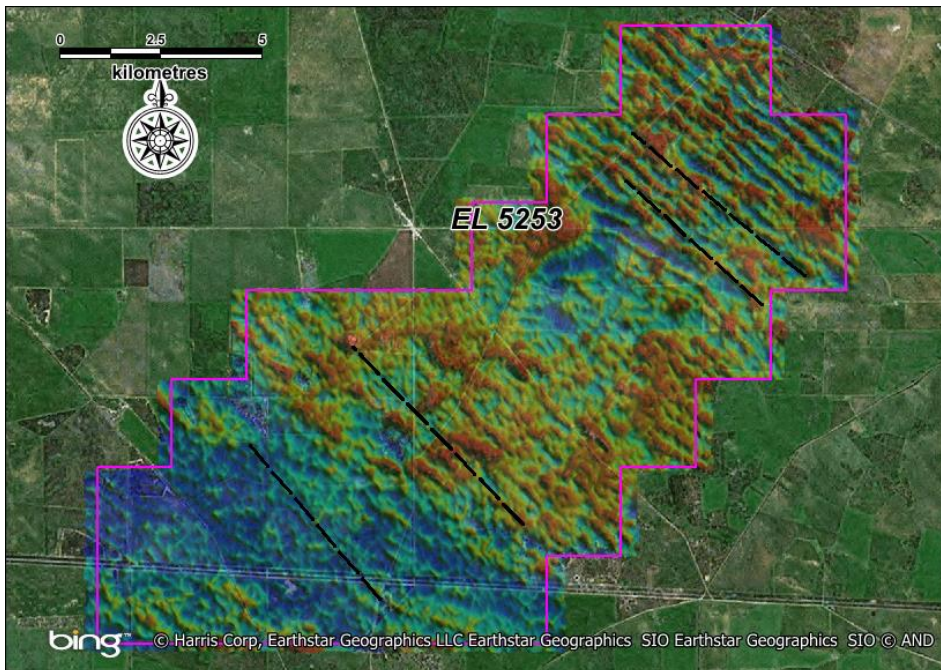 0 2.5 5
kilometres
EL 5253
bing™ © Harris Corp, Earthstar Geographics LLC Earthstar Geographics SIO Earthstar Geographics SIO © AND